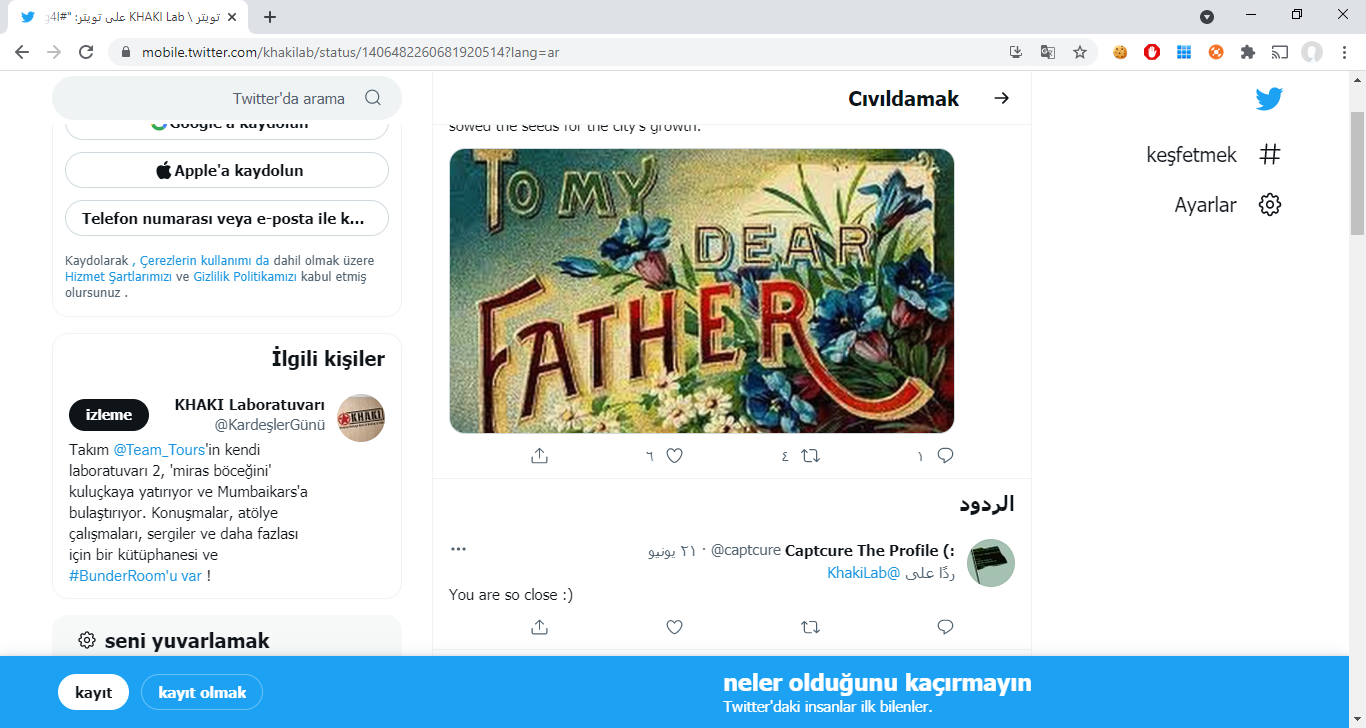 تويتر \ KHAKI Lab على تويتر: "#g4l
mobile.twitter.com/khakilab/status/1406482260681920514?lang=ar
Twitter'da arama
Cıvıldamak
keşfetmek
Ayarlar
Google'a kaydolun
Apple'a kaydolun
Telefon numarası veya e-posta ile k...
Kaydolarak , Çerezlerin kullanımı da dahil olmak üzere
Hizmet Şartlarımızı ve Gizlilik Politikamızı kabul etmiş
olursunuz .
İlgili kişiler
izleme
KHAKI Laboratuvarı
@KardeşlerGünü
KHAKI
Takım @Team_Tours'in kendi
laboratuvarı 2, 'miras böceğini'
kuluçkaya yatırıyor ve Mumbaikars'a
bulaştırıyor. Konuşmalar, atölye
çalışmaları, sergiler ve daha fazlası
için bir kütüphanesi ve
#BunderRoom'u var !
seni yuvarlamak
sowed the seeds for the city's growth.
TO MY
DEAR
FATHER
٦ ٤ ١
الردود
Captcure The Profile (: @captcure · ٢١ يونيو
ردًا على @KhakiLab
You are so close :)
kayıt
kayıt olmak
neler olduğunu kaçırmayın
Twitter'daki insanlar ilk bilenler.